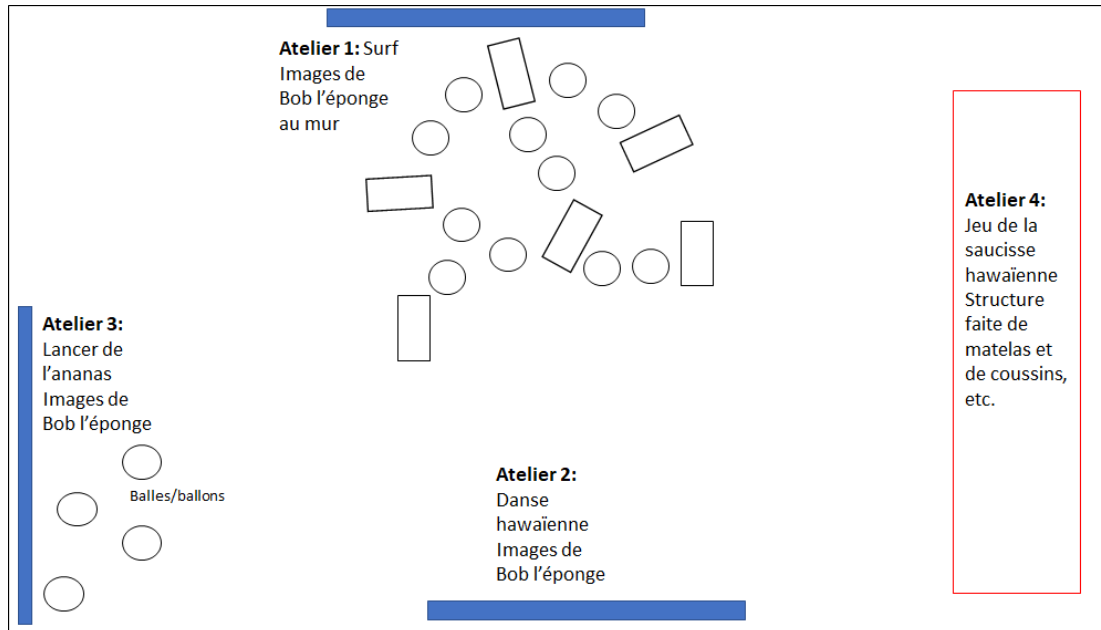 Atelier 1: Surf
Images de
Bob l'éponge
au mur
Atelier 4:
Jeu de la
saucisse
hawaïenne
Structure
faite de
matelas et
de coussins,
etc.
Atelier 3:
Lancer de
l'ananas
Images de
Bob l'éponge
Balles/ballons
Atelier 2:
Danse
hawaïenne
Images de
Bob l'éponge